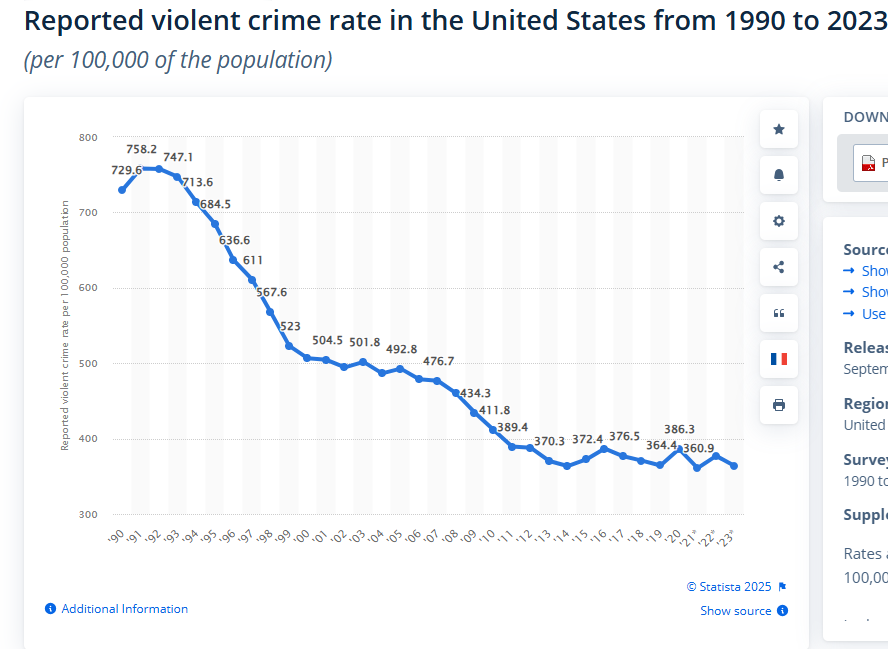 Reported violent crime rate in the United States from 1990 to 2023
(per 100,000 of the population)
DOWN
P
Reported violent crime rate per 100,000 population
800
700
600
500
400
300
729.6
758.2
747.1
713.6
684.5
636.6
611
567.6
523
504.5
501.8
492.8
476.7
434.3
411.8
389.4
370.3
372.4
376.5
364.4
386.3
360.9
'90 '91 '92 '93 '94 '95 '96 '97 '98 '99 '00 '01 '02 '03 '04 '05 '06 '07 '08 '09 '10 '11 '12 '13 '14 '15 '16 '17 '18 '19 '20 '21* '22* '23*
© Statista 2025
Additional Information
Show source
Source
Show
Show
Use
Releas
Septem
Region
United
Survey
1990 to
Supple
Rates a
100,00